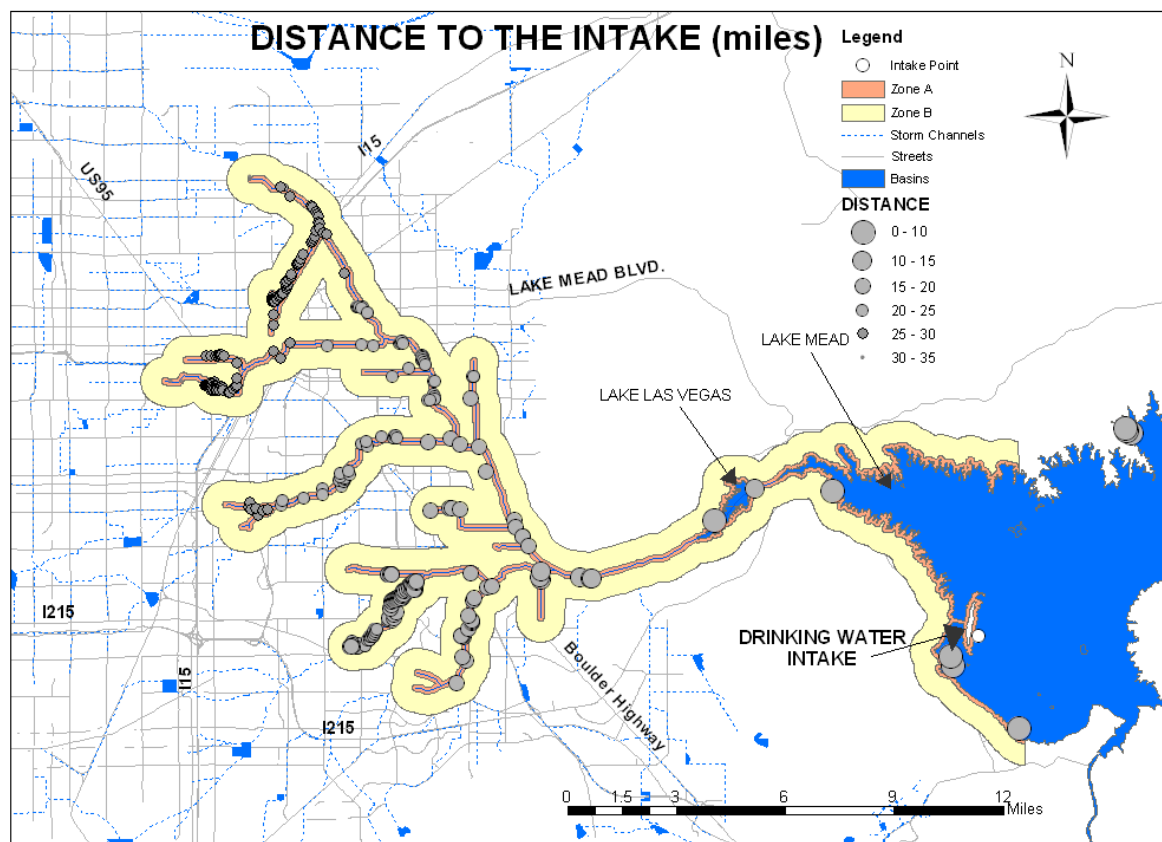 DISTANCE TO THE INTAKE (miles)
Legend
Intake Point
Zone A
Zone B
Storm Channels
Streets
Basins
DISTANCE
0 - 10
10 - 15
15 - 20
20 - 25
25 - 30
30 - 35
N
I15
US95
LAKE MEAD BLVD.
LAKE MEAD
LAKE LAS VEGAS
DRINKING WATER
INTAKE
I215
I15
I215
Boulder Highway
0 1.5 3 6 9 12
Miles